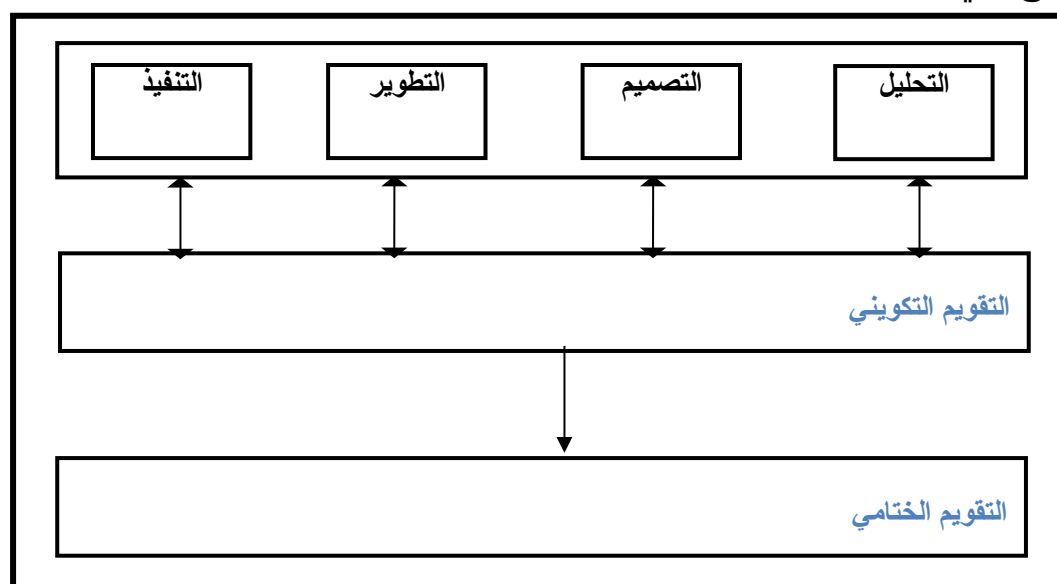 التحليل
التصميم
التطوير
التنفيذ
التقويم التكويني
التقويم الختامي